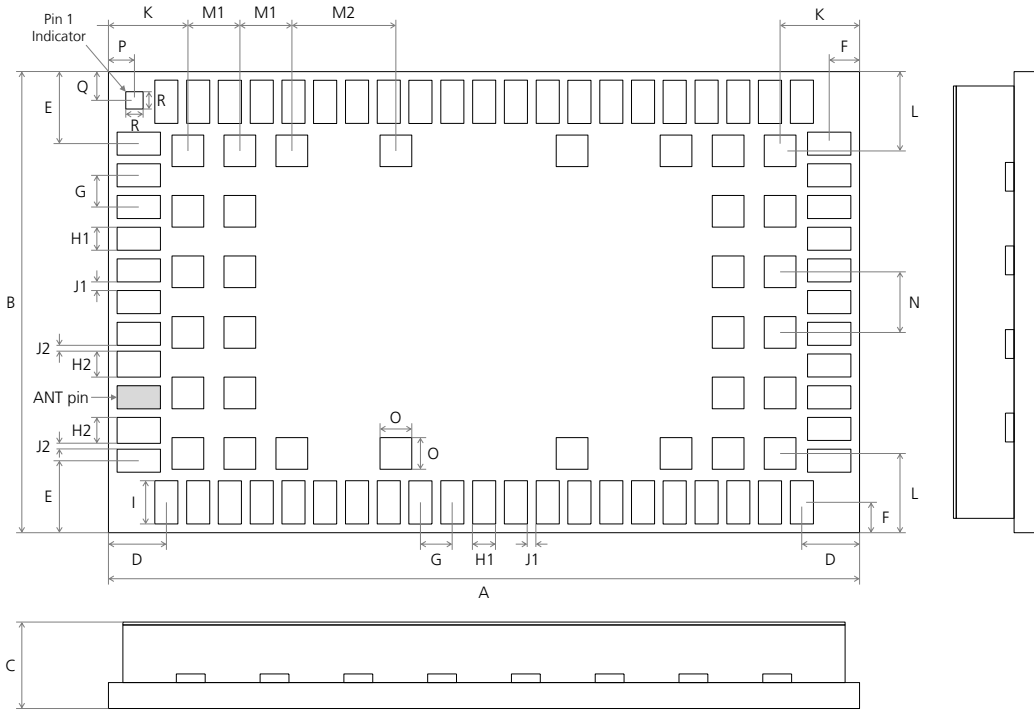 K M1 M1 M2 K
Pin 1
Indicator
P F
Q
E R L
R
G
H1
J1
B N
J2
H2
ANT pin
H2 O
J2 O
E I L
F
D G H1 J1 D
A
C